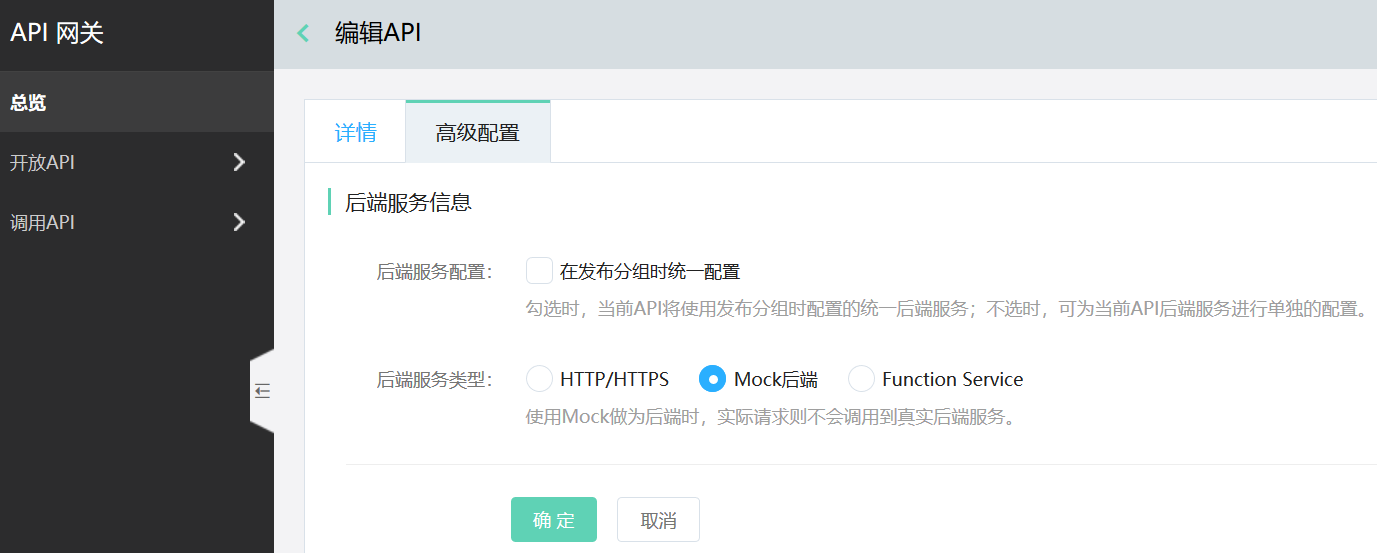 API 网关
编辑API
总览
开放API
调用API
详情
高级配置
后端服务信息
后端服务配置：
在发布分组时统一配置
勾选时，当前API将使用发布分组时配置的统一后端服务；不选时，可为当前API后端服务进行单独的配置。
后端服务类型：
HTTP/HTTPS
Mock后端
Function Service
使用Mock做为后端时，实际请求则不会调用到真实后端服务。
确 定
取消